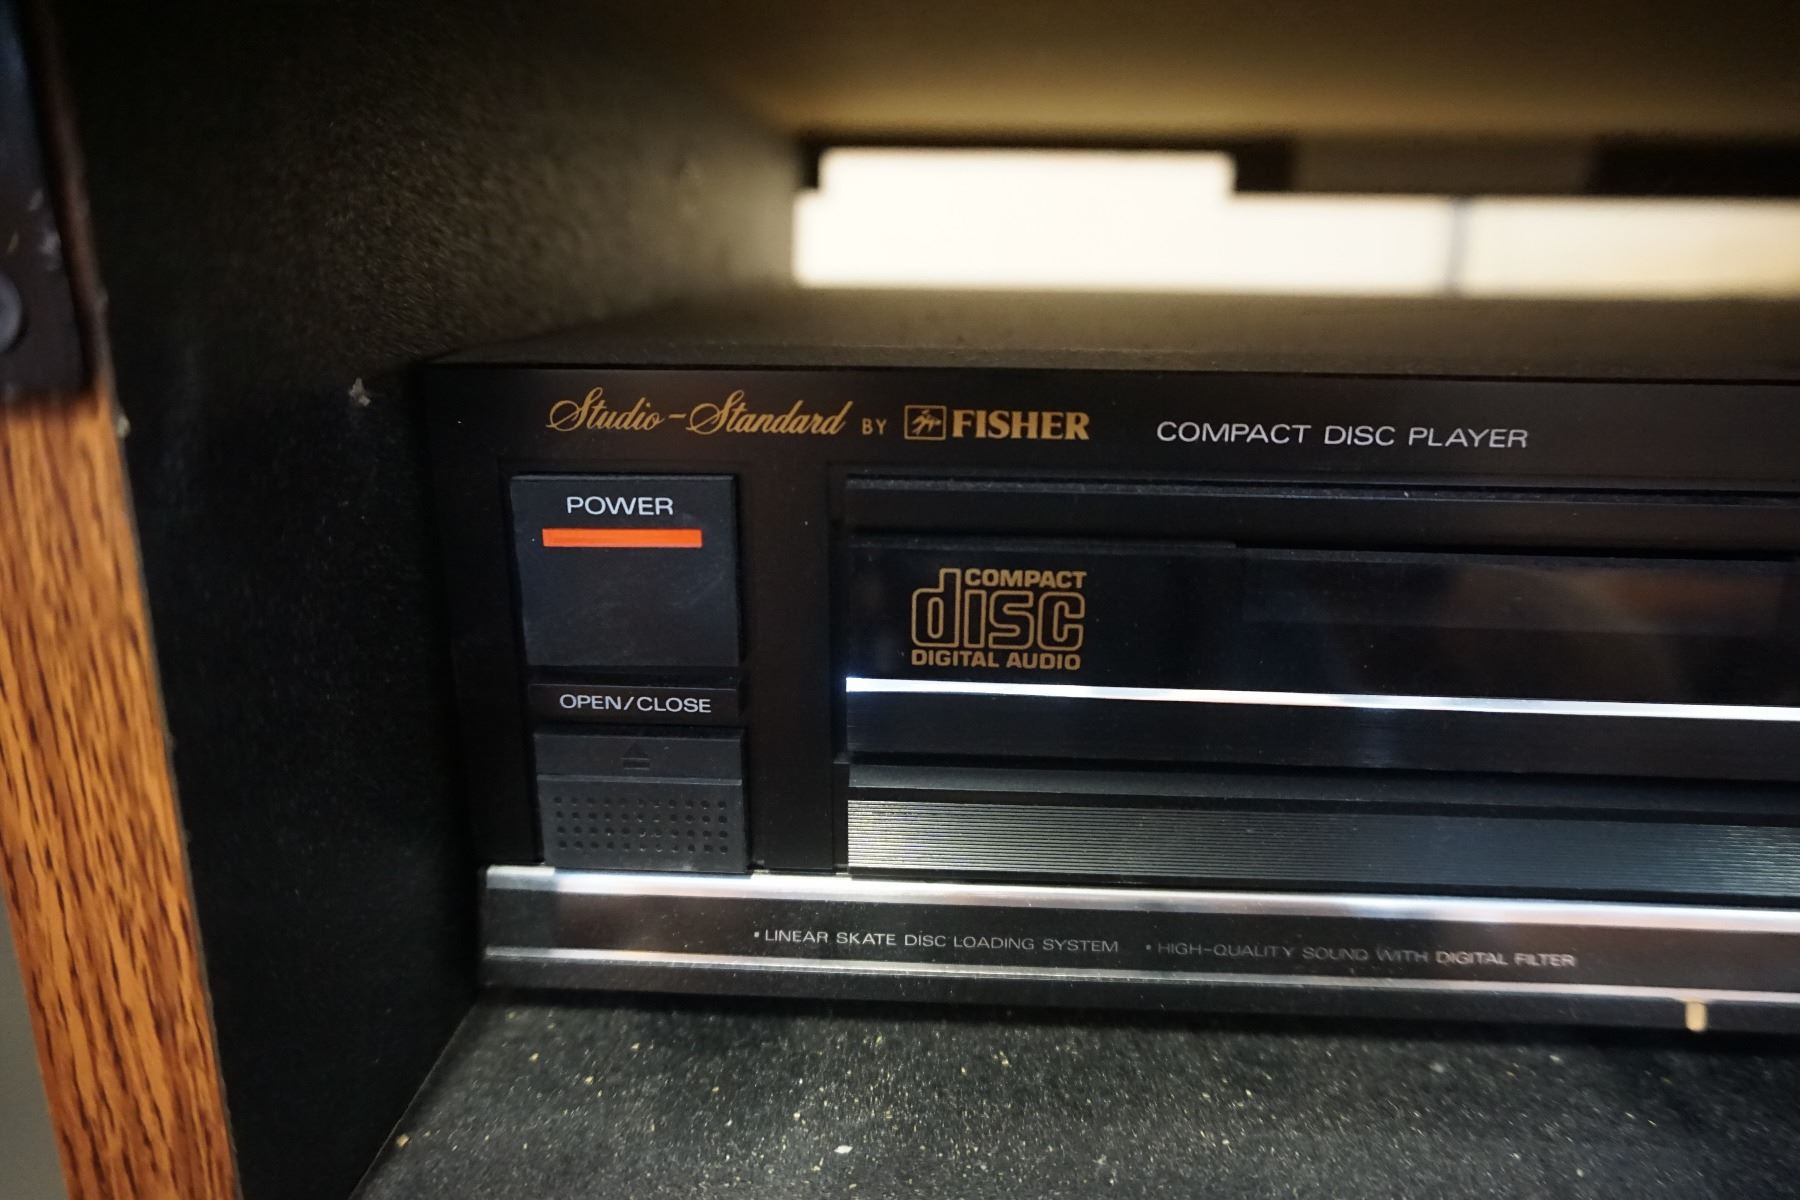 Studio-Standard BY FISHER COMPACT DISC PLAYER
POWER
COMPACT
disc
DIGITAL AUDIO
OPEN/CLOSE
• LINEAR SKATE DISC LOADING SYSTEM • HIGH-QUALITY SOUND WITH DIGITAL FILTER